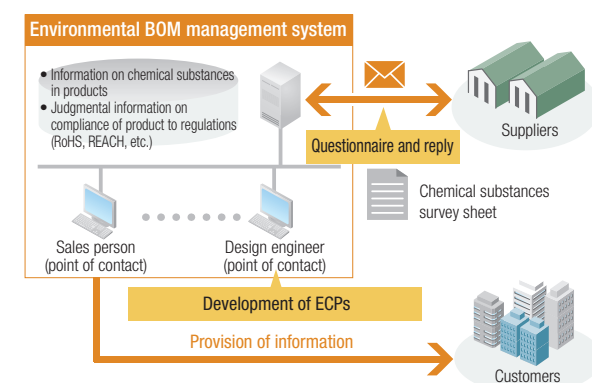 Environmental BOM management system
● Information on chemical substances
in products
● Judgmental information on
compliance of product to regulations
(RoHS, REACH, etc.)
Questionnaire and reply
Suppliers
Chemical substances
survey sheet
Sales person
(point of contact)
Design engineer
(point of contact)
Development of ECPs
Provision of information
Customers